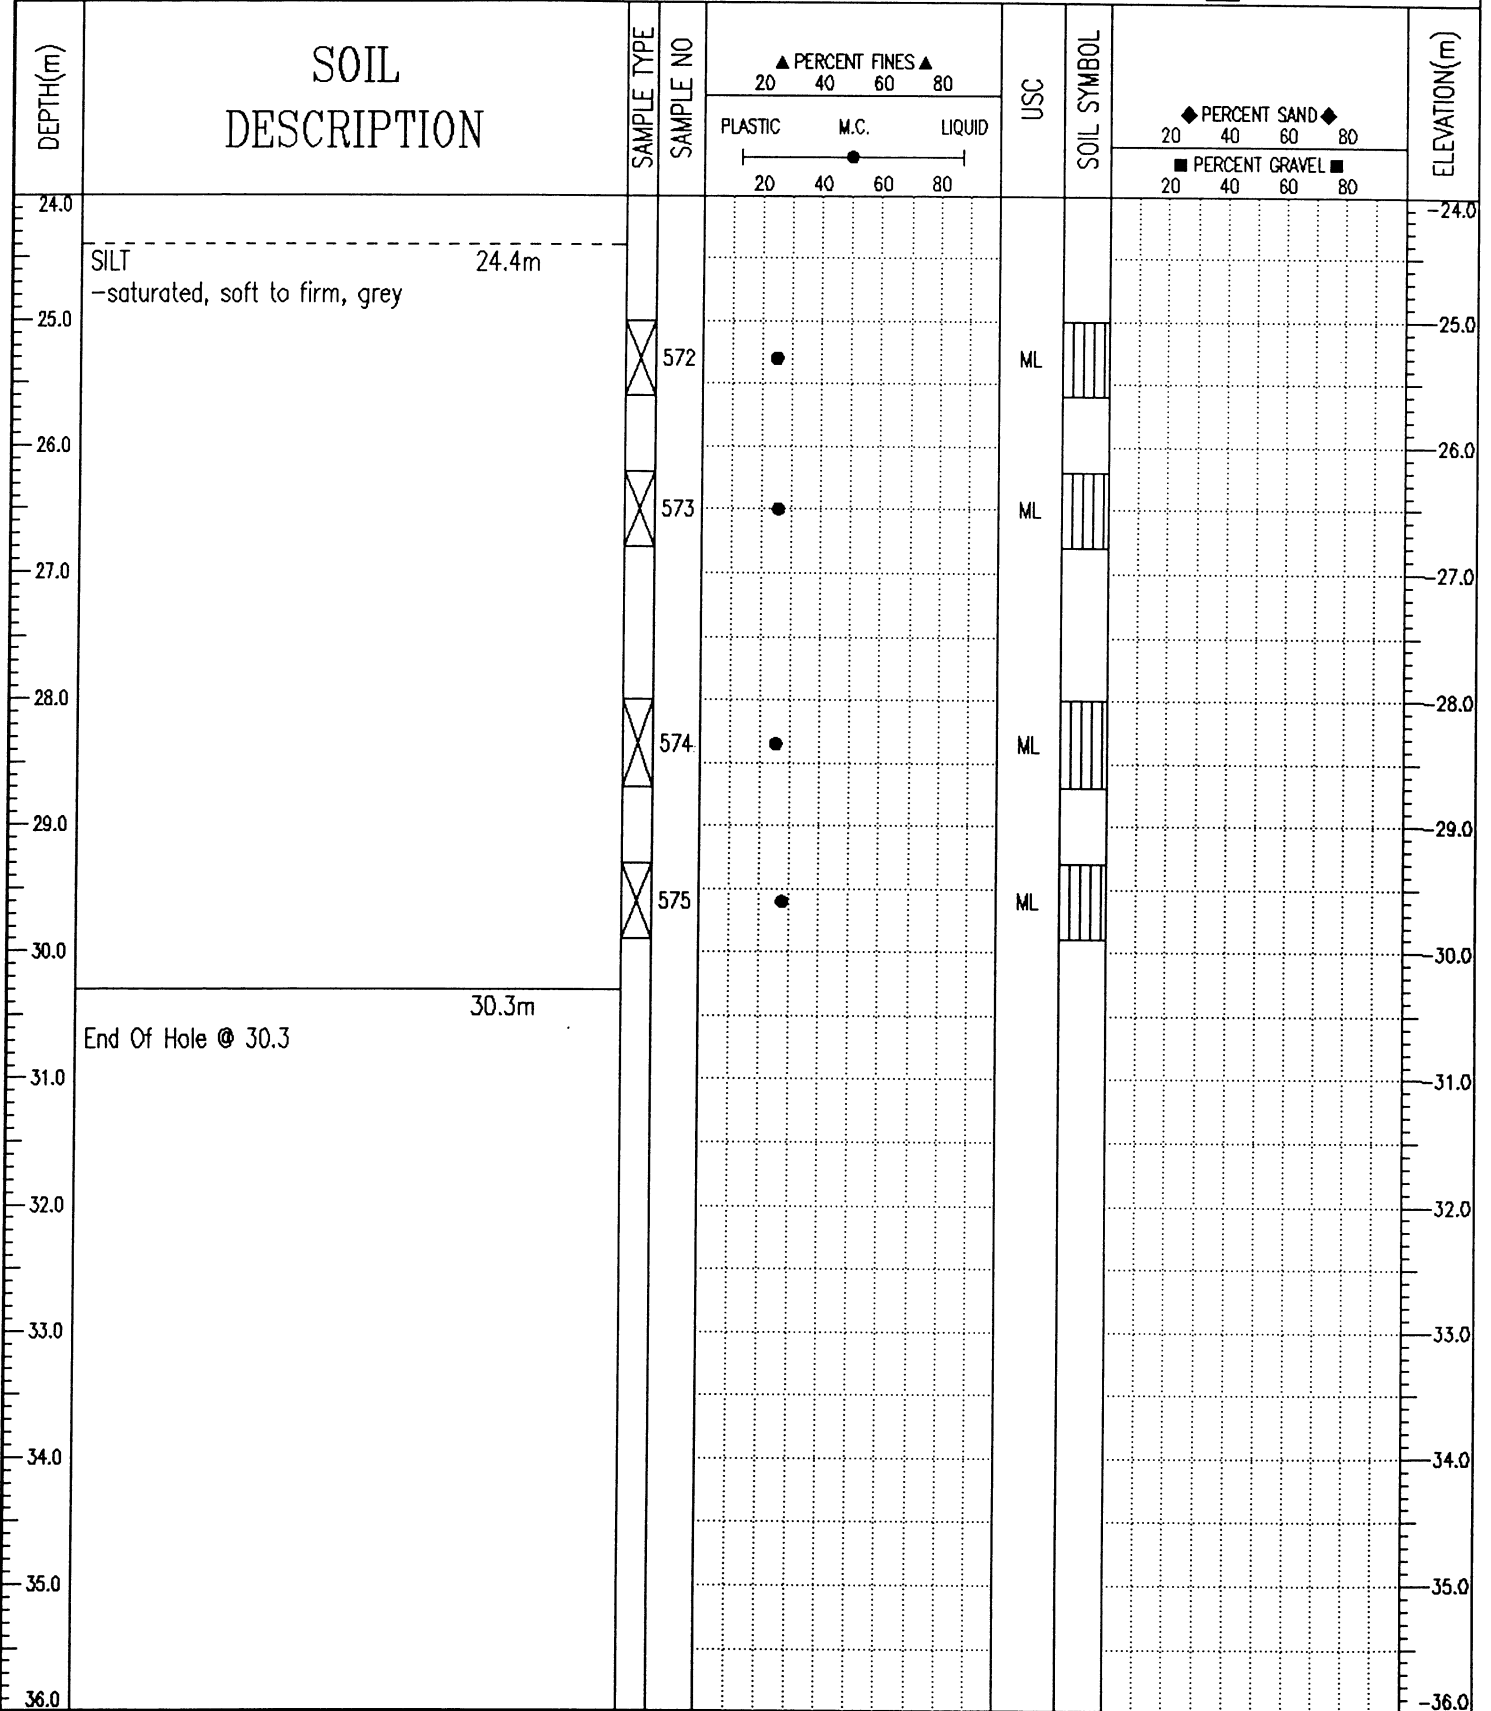 DEPTH(m)
SOIL
DESCRIPTION
SAMPLE TYPE
SAMPLE NO
▲ PERCENT FINES ▲
20 40 60 80
PLASTIC M.C. LIQUID
20 40 60 80
USC
SOIL SYMBOL
◆ PERCENT SAND ◆
20 40 60 80
■ PERCENT GRAVEL ■
20 40 60 80
ELEVATION(m)
24.0 -24.0
SILT 24.4m
-saturated, soft to firm, grey
25.0 -25.0
572 ML
26.0 -26.0
573 ML
27.0 -27.0
28.0 -28.0
574 ML
29.0 -29.0
575 ML
30.0 -30.0
30.3m
End Of Hole @ 30.3
31.0 -31.0
32.0 -32.0
33.0 -33.0
34.0 -34.0
35.0 -35.0
36.0 -36.0